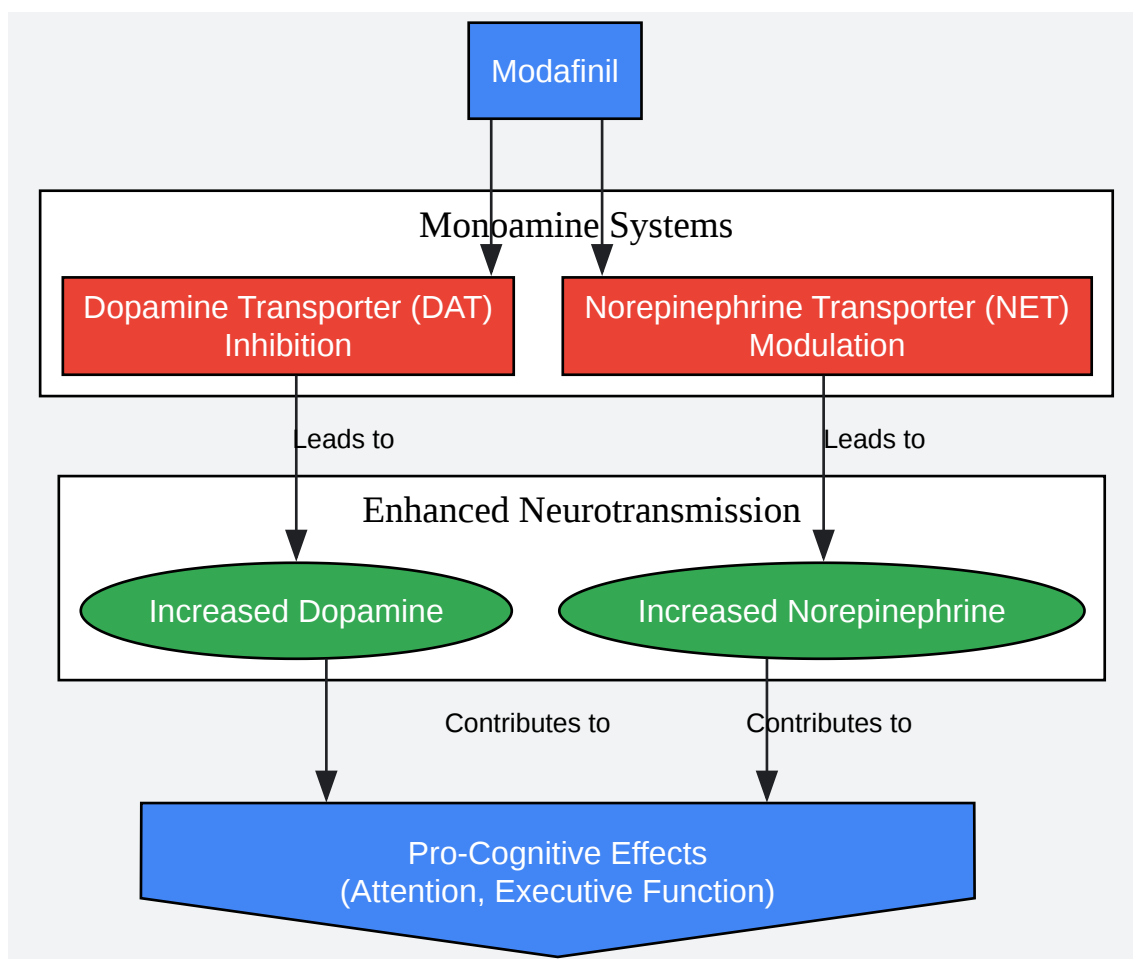 Modafinil
Monoamine Systems
Dopamine Transporter (DAT)
Inhibition
Norepinephrine Transporter (NET)
Modulation
Leads to
Leads to
Enhanced Neurotransmission
Increased Dopamine
Increased Norepinephrine
Contributes to
Contributes to
Pro-Cognitive Effects
(Attention, Executive Function)